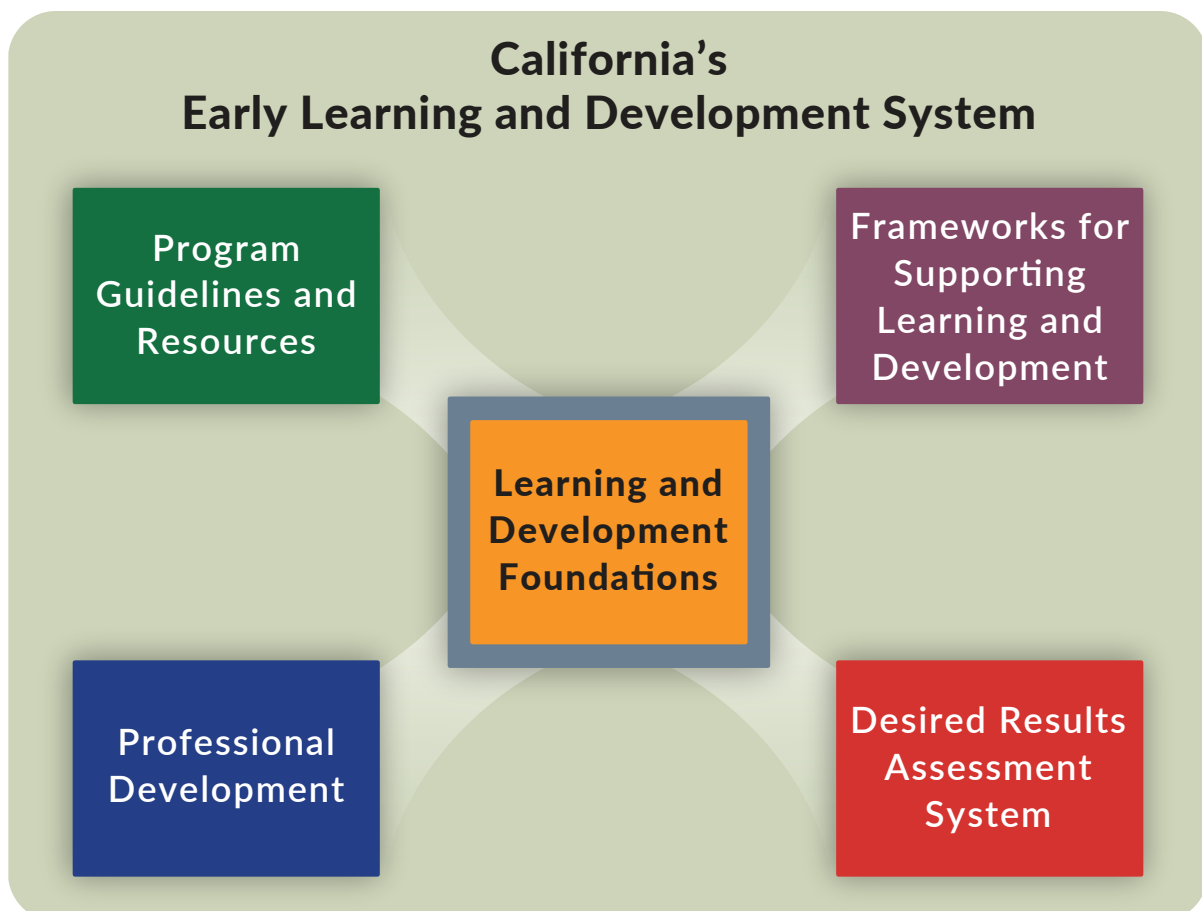 California’s
Early Learning and Development System
Program
Guidelines and
Resources
Frameworks for
Supporting
Learning and
Development
Learning and
Development
Foundations
Professional
Development
Desired Results
Assessment
System